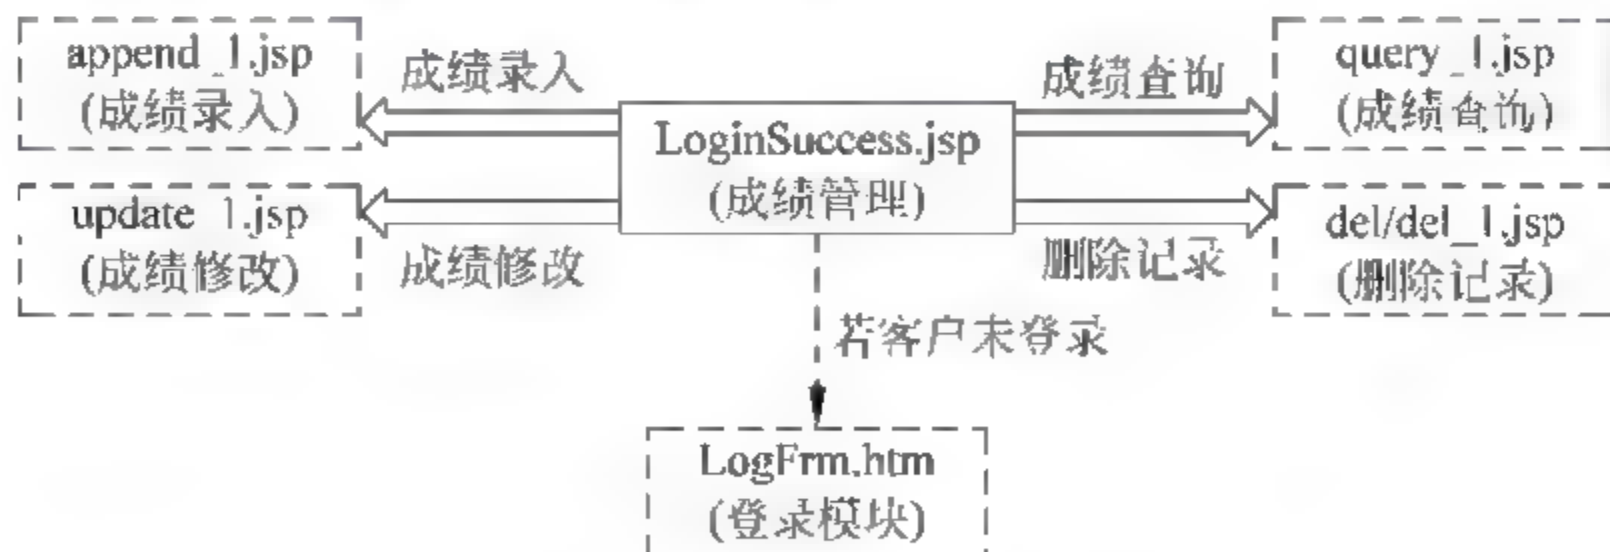 append_1.jsp
(成绩录入)
成绩录入
LoginSuccess.jsp
(成绩管理)
成绩查询
query_1.jsp
(成绩查询)
update_1.jsp
(成绩修改)
成绩修改
删除记录
del/del_1.jsp
(删除记录)
若客户未登录
LogFrm.htm
(登录模块)